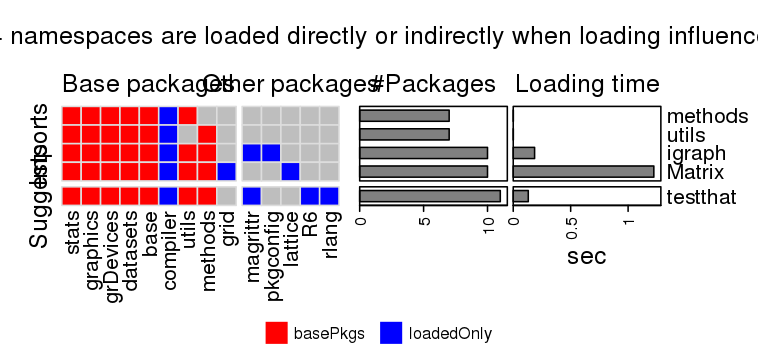 namespaces are loaded directly or indirectly when loading influenc
Base packages
Other packages
#Packages
Loading time
Imports
Suggests
methods
utils
igraph
Matrix
testthat
stats
graphics
grDevices
datasets
base
compiler
utils
methods
grid
magrittr
pkgconfig
lattice
R6
rlang
0
5
10
0
0.5
1
sec
basePkgs
loadedOnly